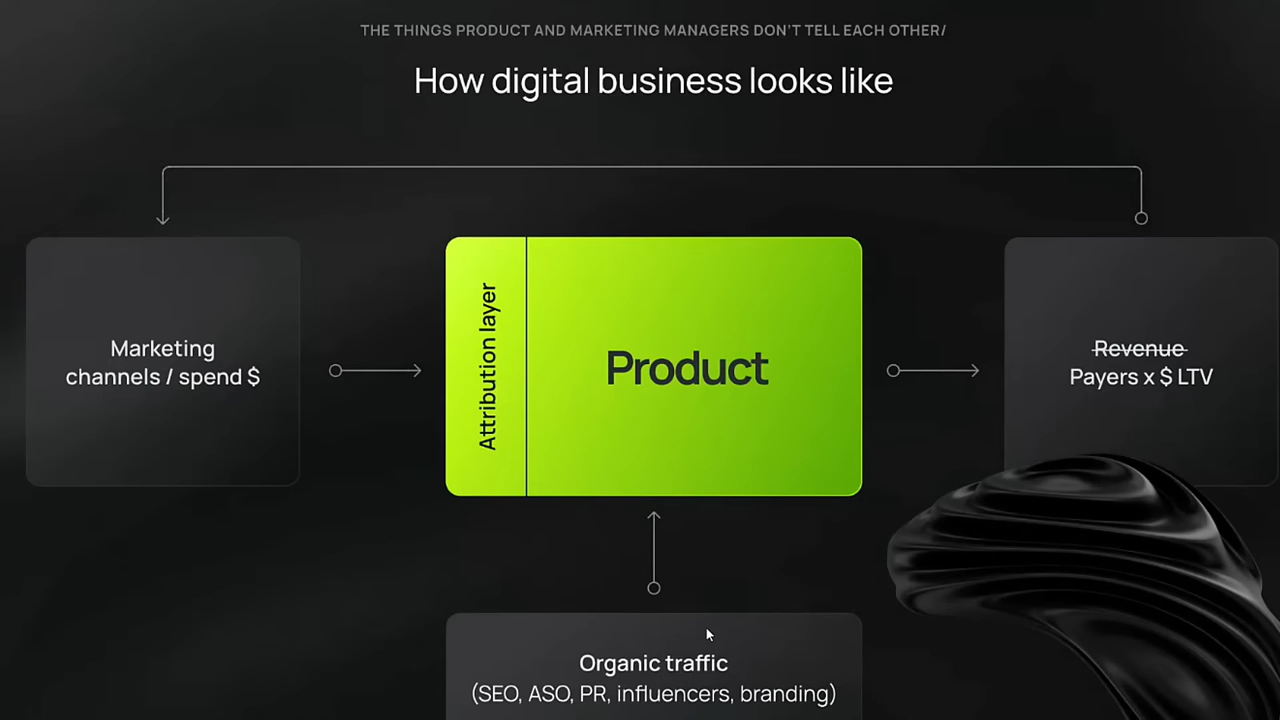 THE THINGS PRODUCT AND MARKETING MANAGERS DON'T TELL EACH OTHER/
How digital business looks like
Marketing
channels / spend $
Attribution layer
Product
Revenue
Payers x $ LTV
Organic traffic
(SEO, ASO, PR, influencers, branding)